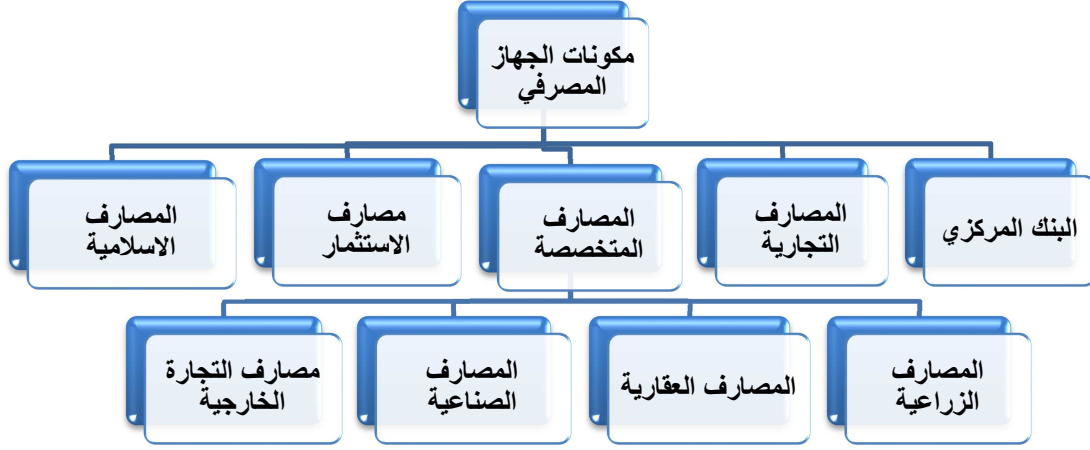 مكونات الجهاز
المصرفي
البنك المركزي
المصارف
التجارية
المصارف
المتخصصة
مصارف
الاستثمار
المصارف
الاسلامية
المصارف
الزراعية
المصارف العقارية
المصارف
الصناعية
مصارف التجارة
الخارجية